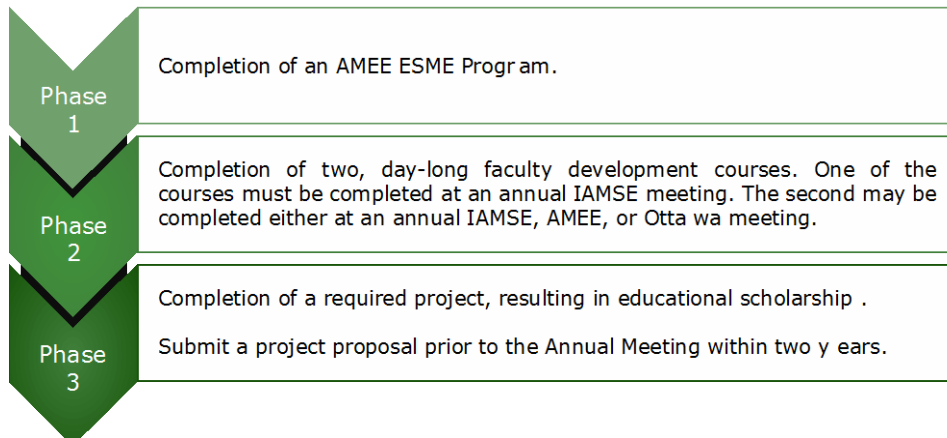 Phase
1
Completion of an AMEE ESME Program.
Phase
2
Completion of two, day-long faculty development courses. One of the
courses must be completed at an annual IAMSE meeting. The second may be
completed either at an annual IAMSE, AMEE, or Otta wa meeting.
Phase
3
Completion of a required project, resulting in educational scholarship .
Submit a project proposal prior to the Annual Meeting within two y ears.